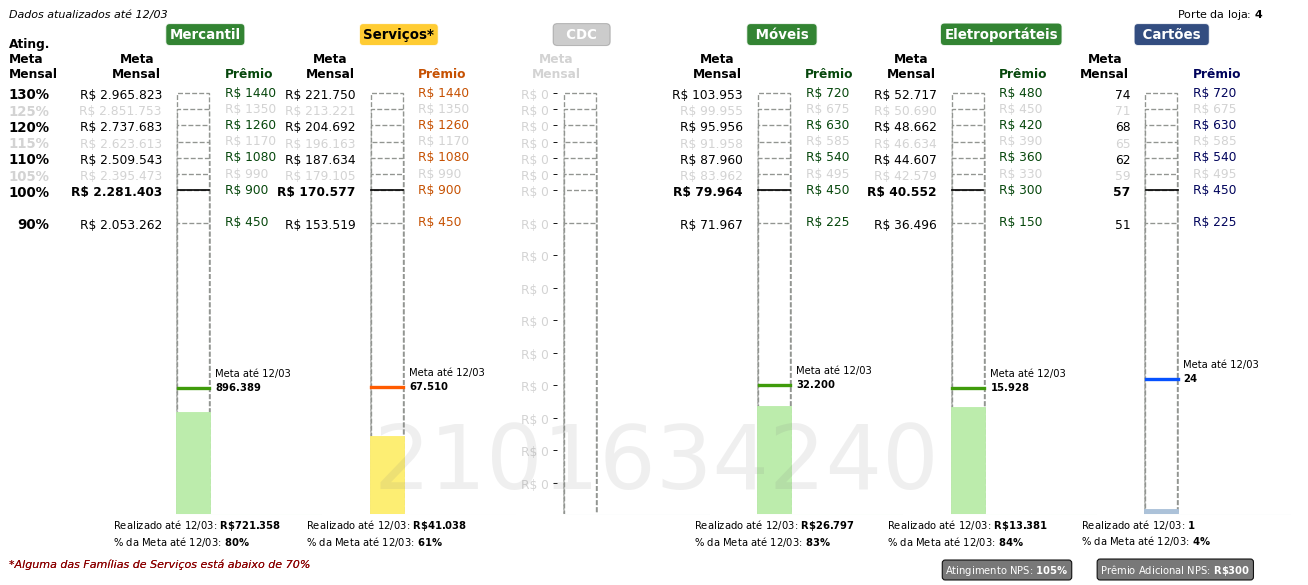 Dados atualizados até 12/03 Porte da loja: 4
Mercantil Serviços* CDC Móveis Eletroportáteis Cartões
Ating.
Meta Meta Meta Meta Meta Meta Meta
Mensal Mensal Prêmio Mensal Prêmio Mensal Mensal Prêmio Mensal Prêmio Mensal Prêmio
130% R$ 2.965.823 R$ 1440 R$ 221.750 R$ 1440 R$ 0 R$ 103.953 R$ 720 R$ 52.717 R$ 480 74 R$ 720
125% R$ 2.851.753 R$ 1350 R$ 213.221 R$ 1350 R$ 0 R$ 99.955 R$ 675 R$ 50.690 R$ 450 71 R$ 675
120% R$ 2.737.683 R$ 1260 R$ 204.692 R$ 1260 R$ 0 R$ 95.956 R$ 630 R$ 48.662 R$ 420 68 R$ 630
115% R$ 2.623.613 R$ 1170 R$ 196.163 R$ 1170 R$ 0 R$ 91.958 R$ 585 R$ 46.634 R$ 390 65 R$ 585
110% R$ 2.509.543 R$ 1080 R$ 187.634 R$ 1080 R$ 0 R$ 87.960 R$ 540 R$ 44.607 R$ 360 62 R$ 540
105% R$ 2.395.473 R$ 990 R$ 179.105 R$ 990 R$ 0 R$ 83.962 R$ 495 R$ 42.579 R$ 330 59 R$ 495
100% R$ 2.281.403 R$ 900 R$ 170.577 R$ 900 R$ 0 R$ 79.964 R$ 450 R$ 40.552 R$ 300 57 R$ 450
90% R$ 2.053.262 R$ 450 R$ 153.519 R$ 450 R$ 0 R$ 71.967 R$ 225 R$ 36.496 R$ 150 51 R$ 225
R$ 0
R$ 0
R$ 0
R$ 0
Meta até 12/03 Meta até 12/03 Meta até 12/03 Meta até 12/03 Meta até 12/03
896.389 67.510 R$ 0 32.200 15.928 24
R$ 0
R$ 0
2101634240
R$ 0
Realizado até 12/03: R$721.358 Realizado até 12/03: R$41.038 Realizado até 12/03: R$26.797 Realizado até 12/03: R$13.381 Realizado até 12/03: 1
% da Meta até 12/03: 80% % da Meta até 12/03: 61% % da Meta até 12/03: 83% % da Meta até 12/03: 84% % da Meta até 12/03: 4%
*Alguma das Famílias de Serviços está abaixo de 70% Atingimento NPS: 105% Prêmio Adicional NPS: R$300